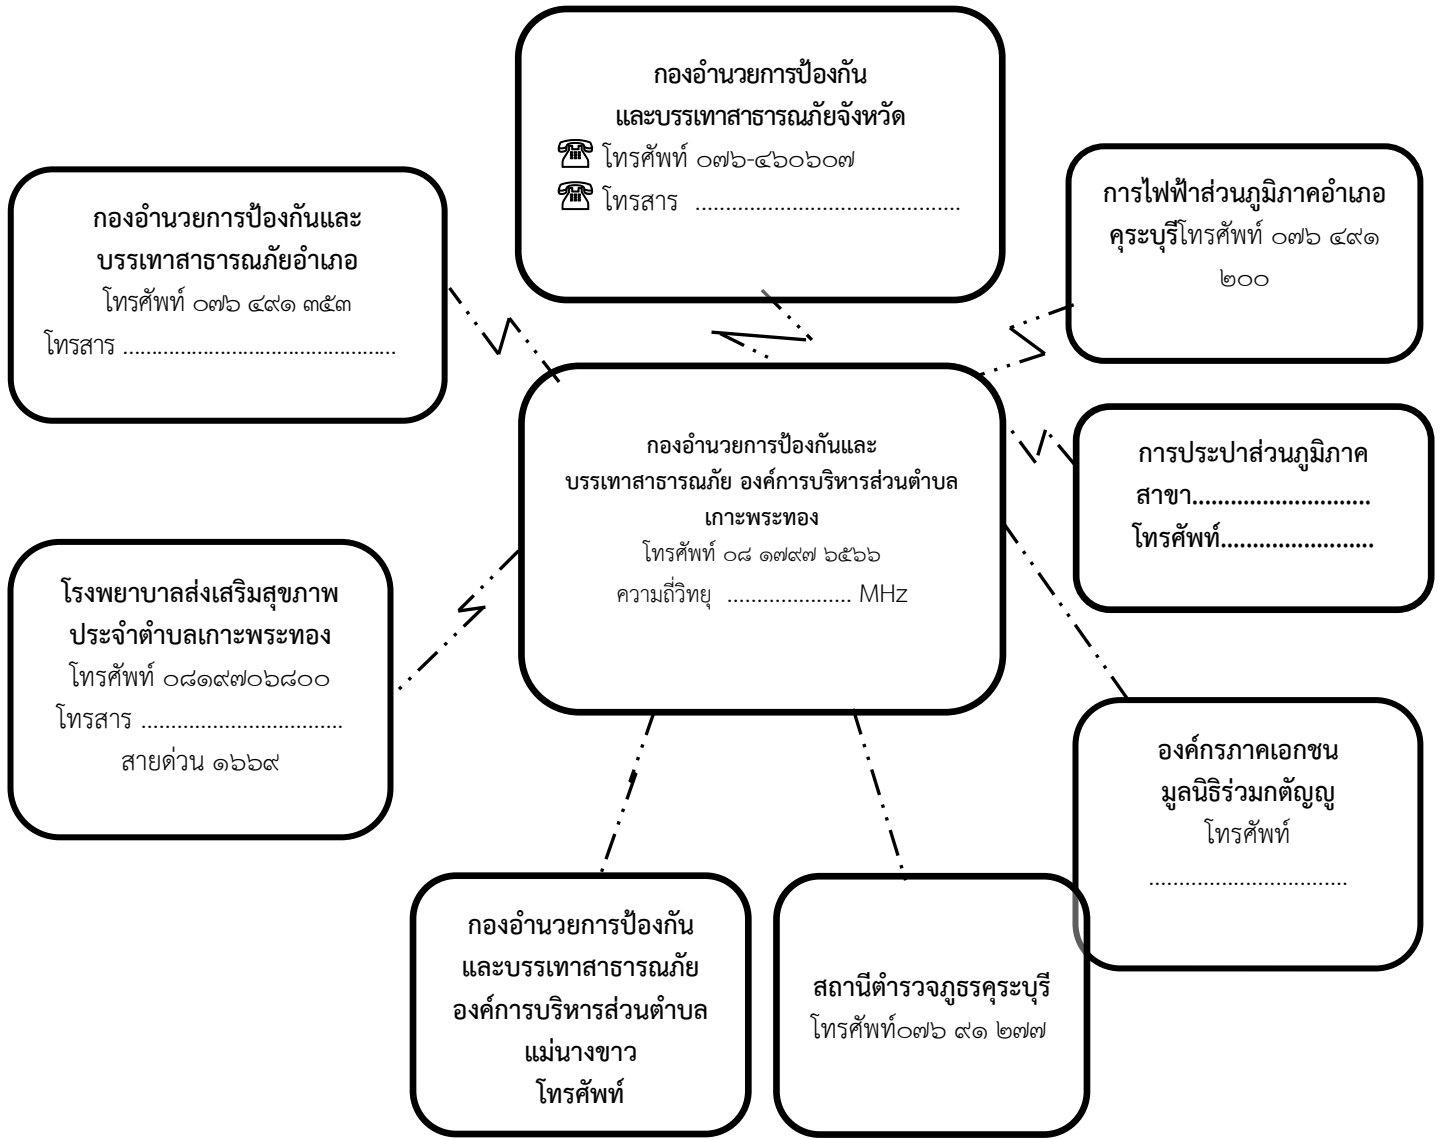 กองอำนวยการป้องกัน
และบรรเทาสาธารณภัยจังหวัด
โทรศัพท์ ๐๗๖-๔๖๐๖๐๗
โทรสาร ...........................................
กองอำนวยการป้องกันและ
บรรเทาสาธารณภัยอำเภอ
โทรศัพท์ ๐๗๖ ๔๙๑ ๓๕๓
โทรสาร ................................................
การไฟฟ้าส่วนภูมิภาคอำเภอ
คุระบุรีโทรศัพท์ ๐๗๖ ๔๙๑
๒๐๐
กองอำนวยการป้องกันและ
บรรเทาสาธารณภัย องค์การบริหารส่วนตำบล
เกาะพระทอง
โทรศัพท์ ๐๘ ๑๗๙๗ ๖๕๖๖
ความถี่วิทยุ ..................... MHz
การประปาส่วนภูมิภาค
สาขา............................
โทรศัพท์........................
โรงพยาบาลส่งเสริมสุขภาพ
ประจำตำบลเกาะพระทอง
โทรศัพท์ ๐๘๑๙๗๐๖๘๐๐
โทรสาร ..................................
สายด่วน ๑๖๖๙
องค์กรภาคเอกชน
มูลนิธิร่วมกตัญญู
โทรศัพท์
.................................
กองอำนวยการป้องกัน
และบรรเทาสาธารณภัย
องค์การบริหารส่วนตำบล
แม่นางขาว
โทรศัพท์
สถานีตำรวจภูธรคุระบุรี
โทรศัพท์๐๗๖ ๙๑ ๒๗๗